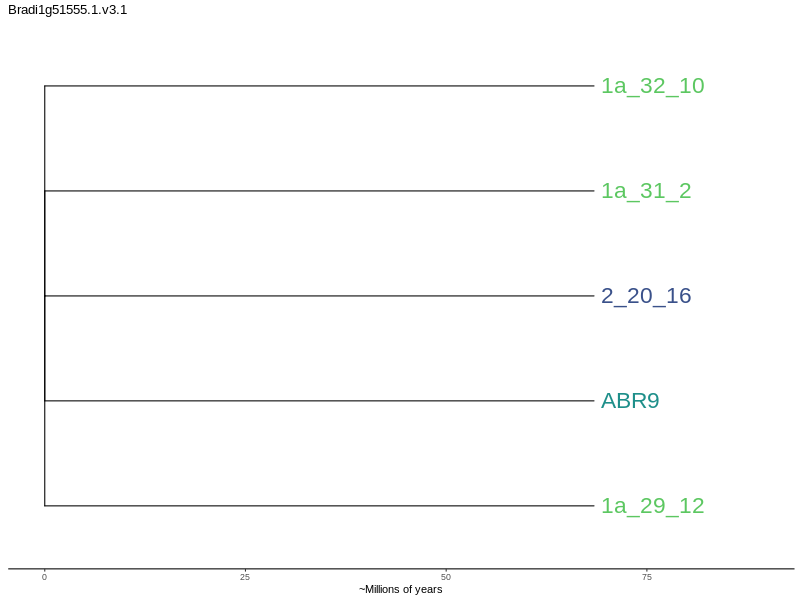 Bradi1g51555.1.v3.1
1a_32_10
1a_31_2
2_20_16
ABR9
1a_29_12
0 25 50 75
~Millions of years